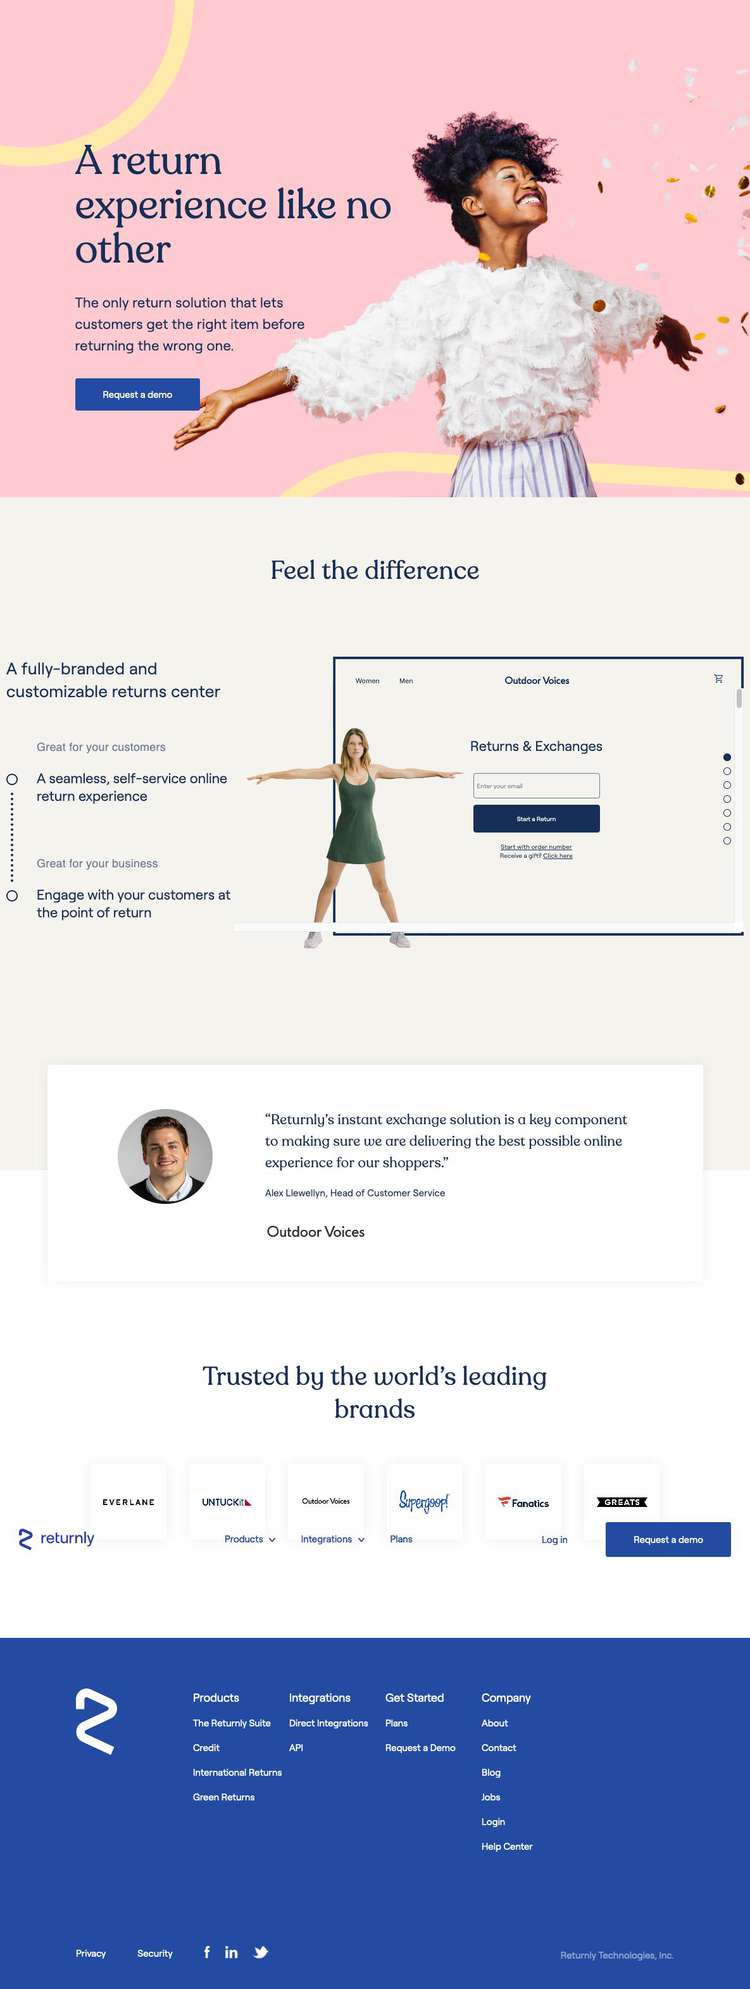 A return
experience like no
other
The only return solution that lets
customers get the right item before
returning the wrong one.
Request a demo
Feel the difference
A fully-branded and
customizable returns center
Great for your customers
A seamless, self-service online
return experience
Great for your business
Engage with your customers at
the point of return
Women Men Outdoor Voices
Returns & Exchanges
Enter your email
Start a Return
Start with order number
Receive a gift? Click here
“Returnly’s instant exchange solution is a key component
to making sure we are delivering the best possible online
experience for our shoppers.”
Alex Llewellyn, Head of Customer Service
Outdoor Voices
Trusted by the world’s leading
brands
EVERLANE UNTUCKit Outdoor Voices Supergoop! Fanatics GREATS
returnly Products Integrations Plans Log in Request a demo
Products Integrations Get Started Company
The Returnly Suite Direct Integrations Plans About
Credit API Request a Demo Contact
International Returns Blog
Green Returns Jobs
Login
Help Center
Privacy Security f in
Returnly Technologies, Inc.